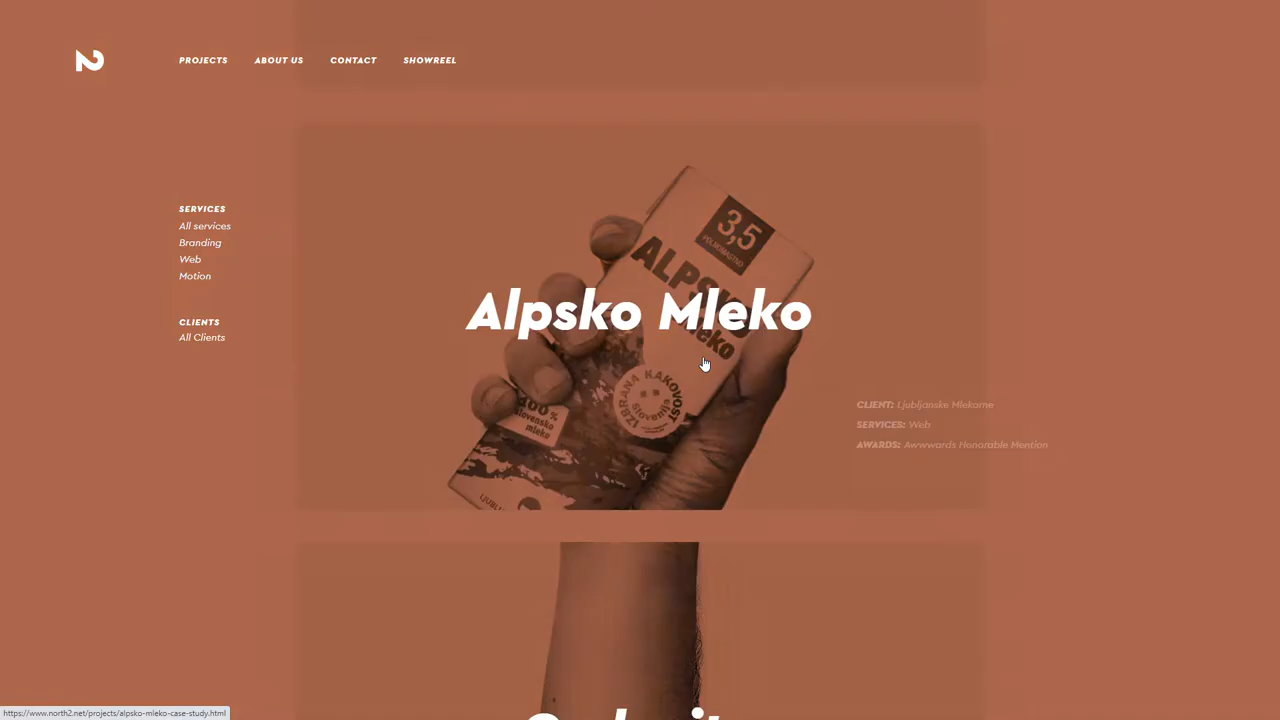 PROJECTS ABOUT US CONTACT SHOWREEL
SERVICES
All services
Branding
Web
Motion
CLIENTS
All Clients
3,5
POLNOMASTNO
ALPSKO
Mleko
Alpsko Mleko
IZBRANA KAKOVOST
Slovenija
100%
slovensko
mleko
CLIENT: Ljubljanske Mlekarne
SERVICES: Web
AWARDS: Awwwards Honorable Mention
https://www.north2.net/projects/alpsko-mleko-case-study.html